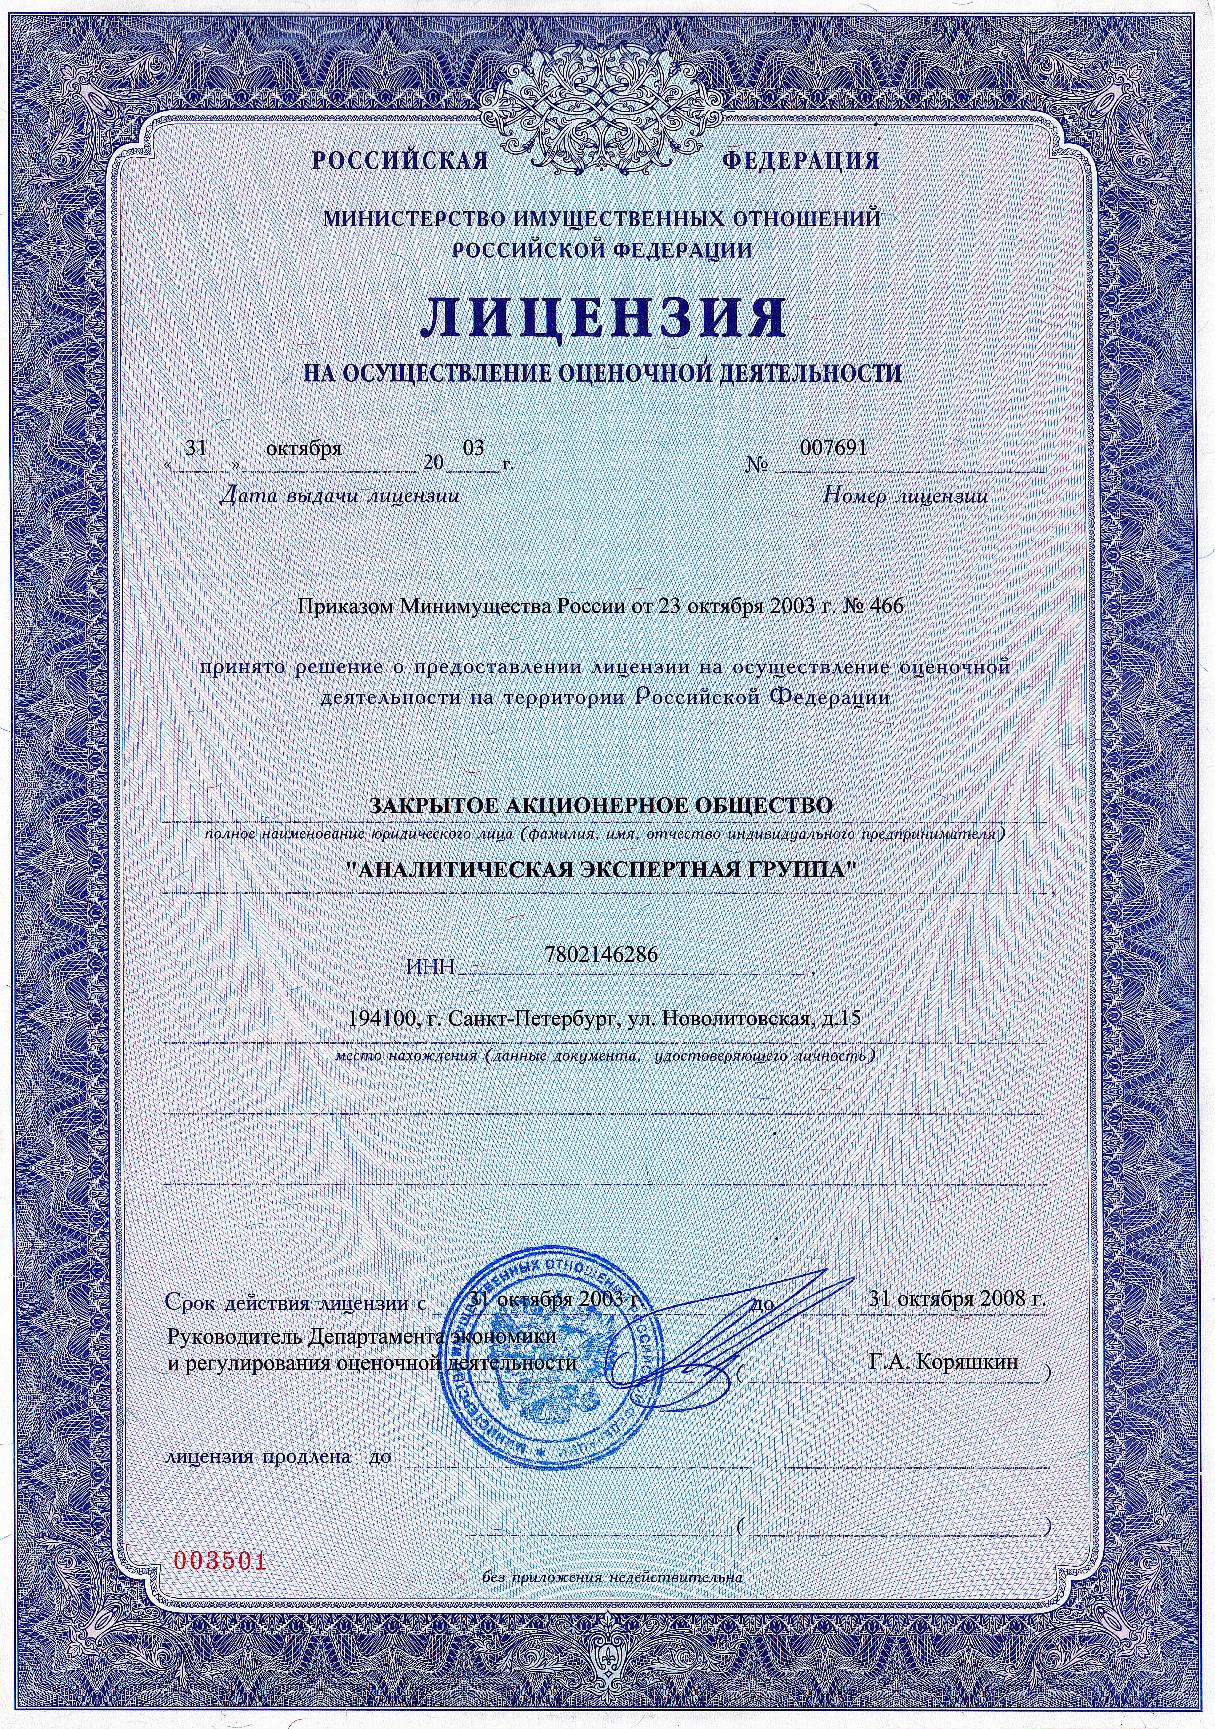 РОССИЙСКАЯ ФЕДЕРАЦИЯ
МИНИСТЕРСТВО ИМУЩЕСТВЕННЫХ ОТНОШЕНИЙ
РОССИЙСКОЙ ФЕДЕРАЦИИ
ЛИЦЕНЗИЯ
НА ОСУЩЕСТВЛЕНИЕ ОЦЕНОЧНОЙ ДЕЯТЕЛЬНОСТИ
« 31 » октября 20 03 г. № 007691
Дата выдачи лицензии Номер лицензии
Приказом Минимущества России от 23 октября 2003 г. № 466
принято решение о предоставлении лицензии на осуществление оценочной
деятельности на территории Российской Федерации
ЗАКРЫТОЕ АКЦИОНЕРНОЕ ОБЩЕСТВО
полное наименование юридического лица (фамилия, имя, отчество индивидуального предпринимателя)
"АНАЛИТИЧЕСКАЯ ЭКСПЕРТНАЯ ГРУППА"
ИНН 7802146286
194100, г. Санкт-Петербург, ул. Новолитовская, д.15
место нахождения (данные документа, удостоверяющего личность)
Срок действия лицензии с 31 октября 2003 г. до 31 октября 2008 г.
Руководитель Департамента экономики
и регулирования оценочной деятельности ( Г.А. Коряшкин )
лицензия продлена до
( )
003501
без приложения недействительна